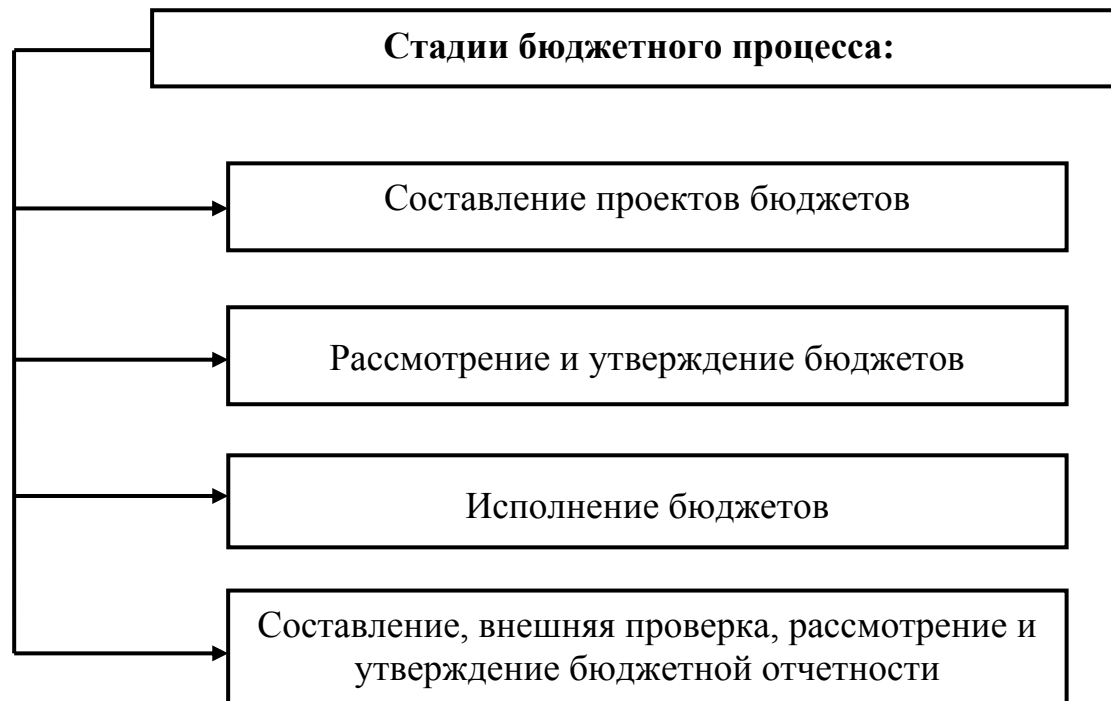 Стадии бюджетного процесса:
Составление проектов бюджетов
Рассмотрение и утверждение бюджетов
Исполнение бюджетов
Составление, внешняя проверка, рассмотрение и
утверждение бюджетной отчетности